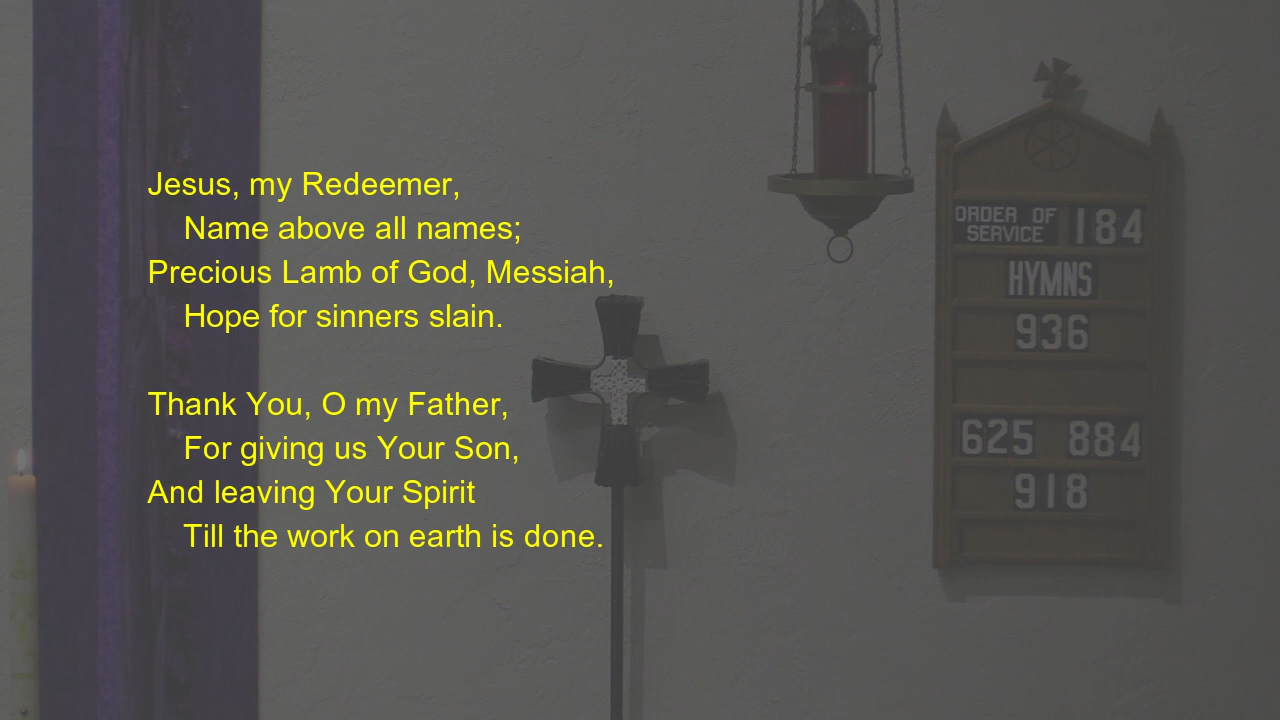 Jesus, my Redeemer,
Name above all names;
Precious Lamb of God, Messiah,
Hope for sinners slain.
Thank You, O my Father,
For giving us Your Son,
And leaving Your Spirit
Till the work on earth is done.
ORDER OF
SERVICE 184
HYMNS
936
625 884
918